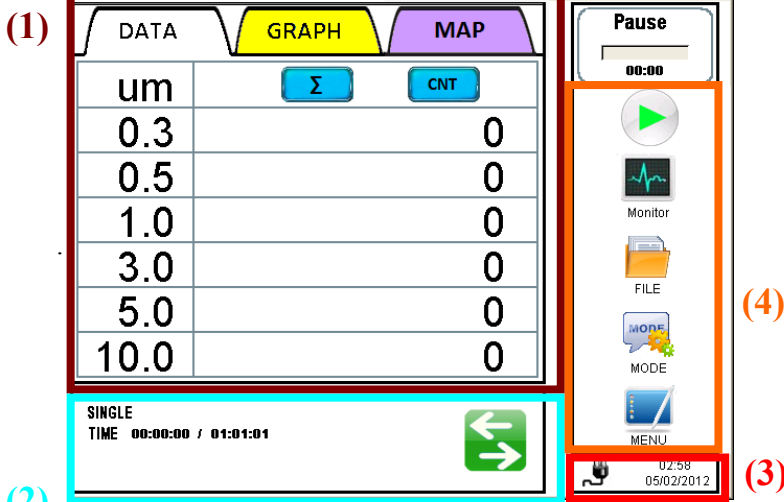 (1)
DATA GRAPH MAP
um Σ CNT
0.3 0
0.5 0
1.0 0
3.0 0
5.0 0
10.0 0
SINGLE
TIME 00:00:00 / 01:01:01
(2)
Pause
00:00
Monitor
FILE
MODE
MODE
MENU
(4)
02:58
05/02/2012
(3)